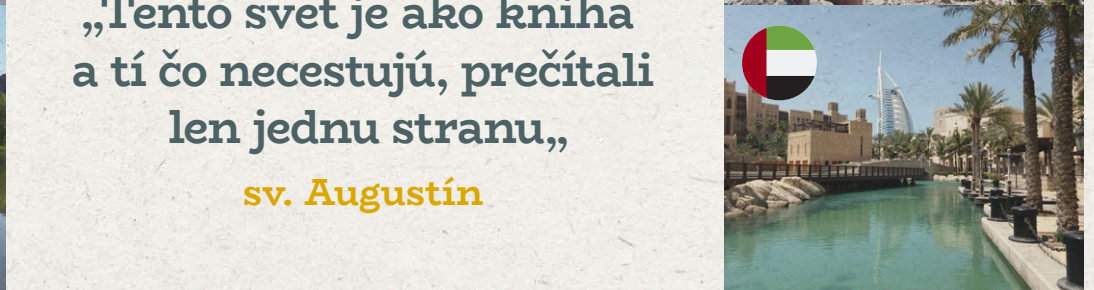 „Tento svet je ako kniha
a tí čo necestujú, prečítali
len jednu stranu„
sv. Augustín